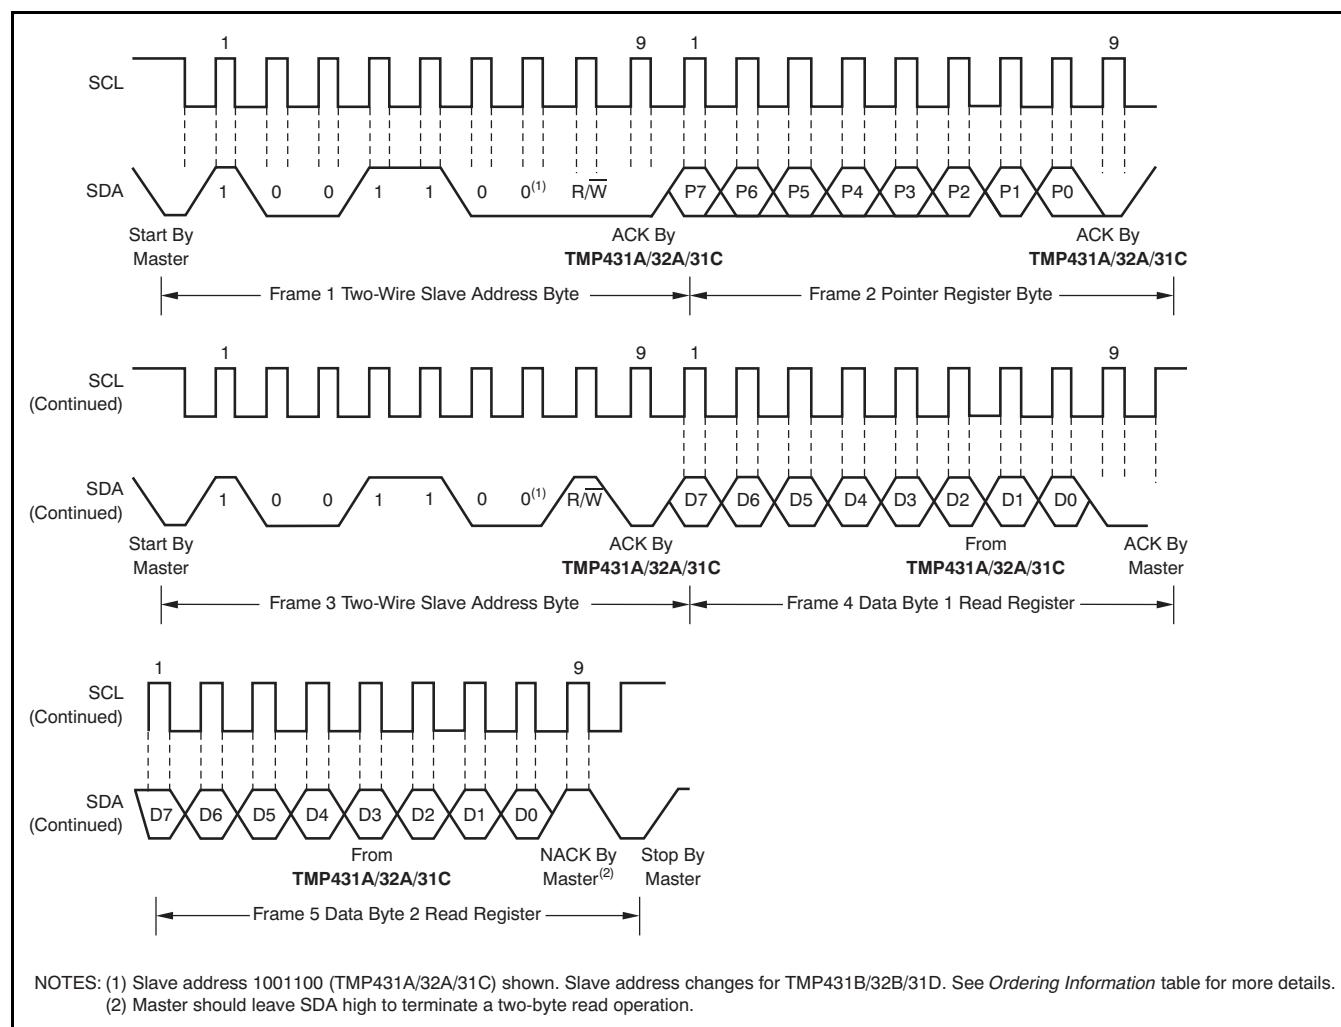 1 9 1 9
SCL
SDA 1 0 0 1 1 0 0(1) R/W̅ P7 P6 P5 P4 P3 P2 P1 P0
Start By ACK By ACK By
Master TMP431A/32A/31C TMP431A/32A/31C
Frame 1 Two-Wire Slave Address Byte Frame 2 Pointer Register Byte
1 9 1 9
SCL
(Continued)
SDA
(Continued) 1 0 0 1 1 0 0(1) R/W̅ D7 D6 D5 D4 D3 D2 D1 D0
Start By ACK By From ACK By
Master TMP431A/32A/31C TMP431A/32A/31C Master
Frame 3 Two-Wire Slave Address Byte Frame 4 Data Byte 1 Read Register
1 9
SCL
(Continued)
SDA
(Continued) D7 D6 D5 D4 D3 D2 D1 D0
From NACK By Stop By
TMP431A/32A/31C Master(2) Master
Frame 5 Data Byte 2 Read Register
NOTES: (1) Slave address 1001100 (TMP431A/32A/31C) shown. Slave address changes for TMP431B/32B/31D. See Ordering Information table for more details.
(2) Master should leave SDA high to terminate a two-byte read operation.